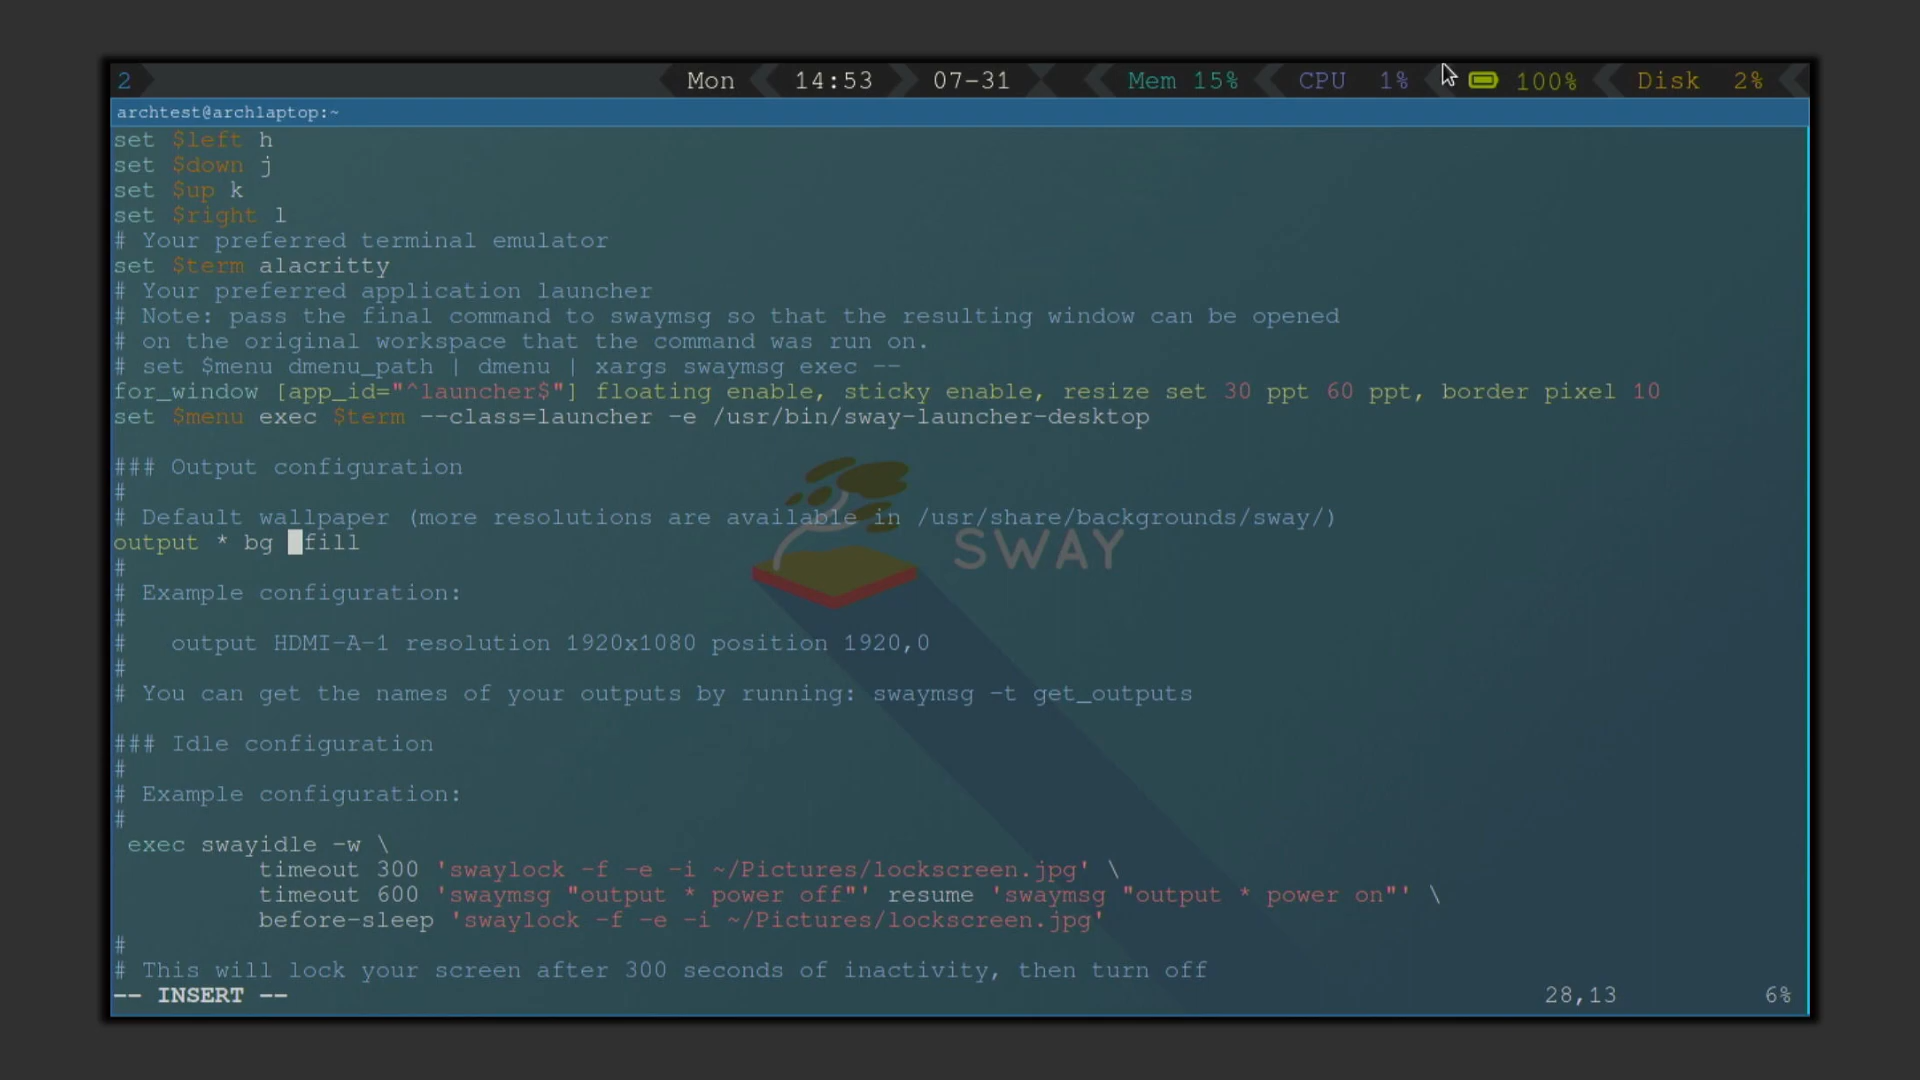 2 Mon 14:53 07-31 Mem 15% CPU 1% 100% Disk 2%
archtest@archlaptop:~
set $left h
set $down j
set $up k
set $right l
# Your preferred terminal emulator
set $term alacritty
# Your preferred application launcher
# Note: pass the final command to swaymsg so that the resulting window can be opened
# on the original workspace that the command was run on.
# set $menu dmenu_path | dmenu | xargs swaymsg exec --
for_window [app_id="^launcher$"] floating enable, sticky enable, resize set 30 ppt 60 ppt, border pixel 10
set $menu exec $term --class=launcher -e /usr/bin/sway-launcher-desktop
### Output configuration
#
# Default wallpaper (more resolutions are available in /usr/share/backgrounds/sway/)
output * bg fill
SWAY
#
# Example configuration:
#
#   output HDMI-A-1 resolution 1920x1080 position 1920,0
#
# You can get the names of your outputs by running: swaymsg -t get_outputs
### Idle configuration
#
# Example configuration:
#
exec swayidle -w \
timeout 300 'swaylock -f -e -i ~/Pictures/lockscreen.jpg' \
timeout 600 'swaymsg "output * power off"' resume 'swaymsg "output * power on"' \
before-sleep 'swaylock -f -e -i ~/Pictures/lockscreen.jpg'
#
# This will lock your screen after 300 seconds of inactivity, then turn off
-- INSERT -- 28,13 6%